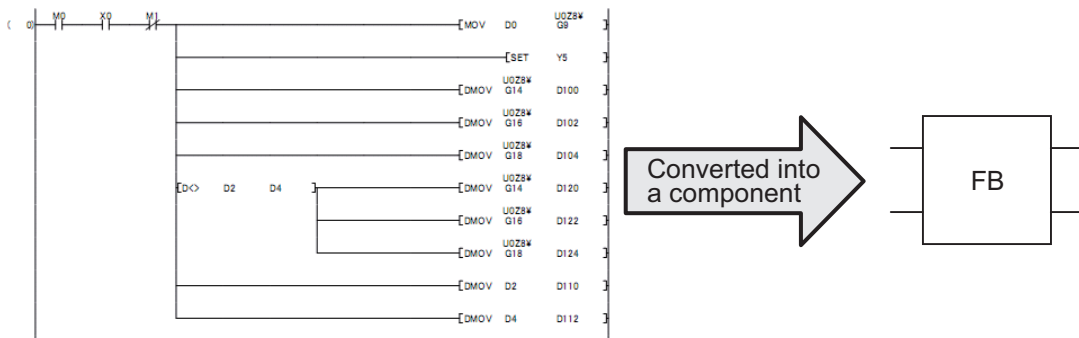 M0 X0 M1
U0Z8¥
( 0) [MOV D0 G9 ]
[SET Y5 ]
U0Z8¥
[DMOV G14 D100 ]
U0Z8¥
[DMOV G16 D102 ]
U0Z8¥
[DMOV G18 D104 ]
U0Z8¥
[D<> D2 D4 ] [DMOV G14 D120 ]
U0Z8¥
[DMOV G16 D122 ]
U0Z8¥
[DMOV G18 D124 ]
[DMOV D2 D110 ]
[DMOV D4 D112 ]
Converted into
a component
FB